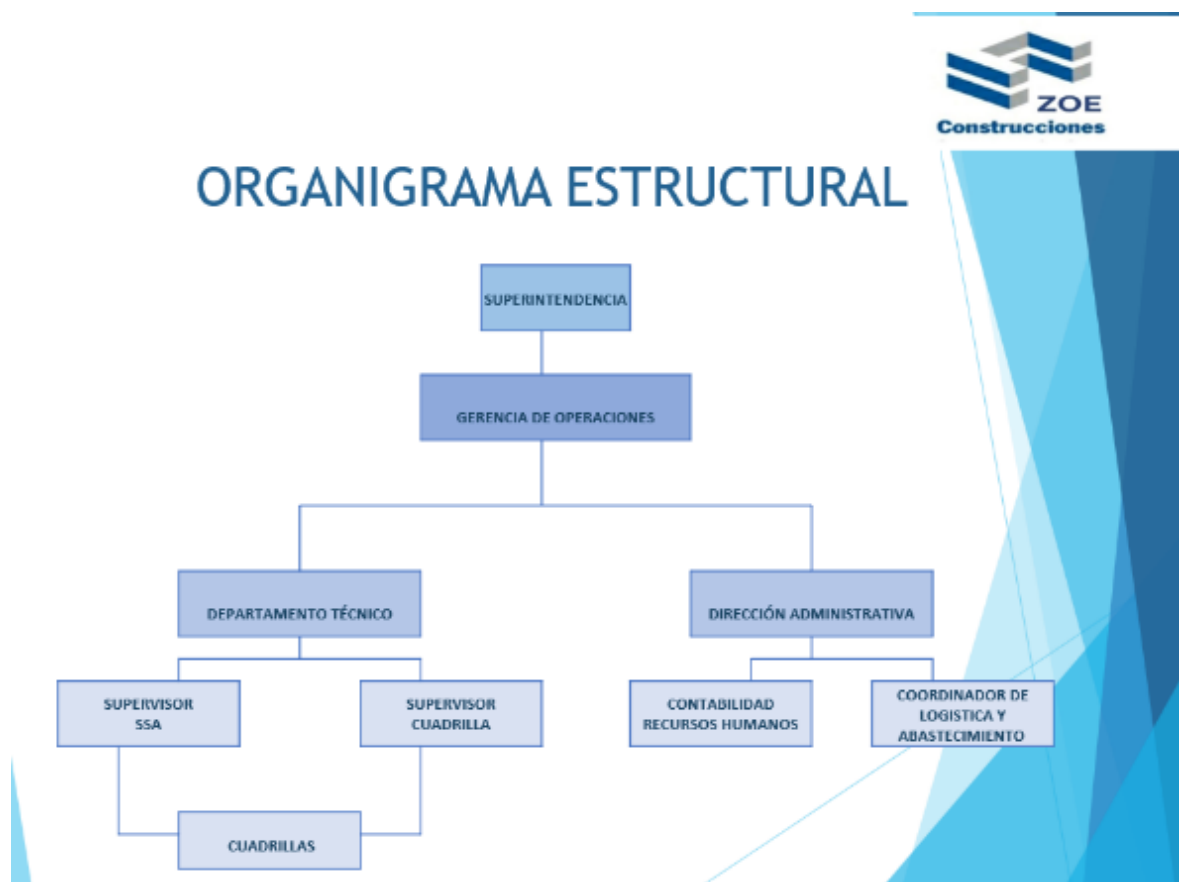 ZOE
Construcciones
ORGANIGRAMA ESTRUCTURAL
SUPERINTENDENCIA
GERENCIA DE OPERACIONES
DEPARTAMENTO TÉCNICO
DIRECCIÓN ADMINISTRATIVA
SUPERVISOR
SSA
SUPERVISOR
CUADRILLA
CONTABILIDAD
RECURSOS HUMANOS
COORDINADOR DE
LOGISTICA Y
ABASTECIMIENTO
CUADRILLAS